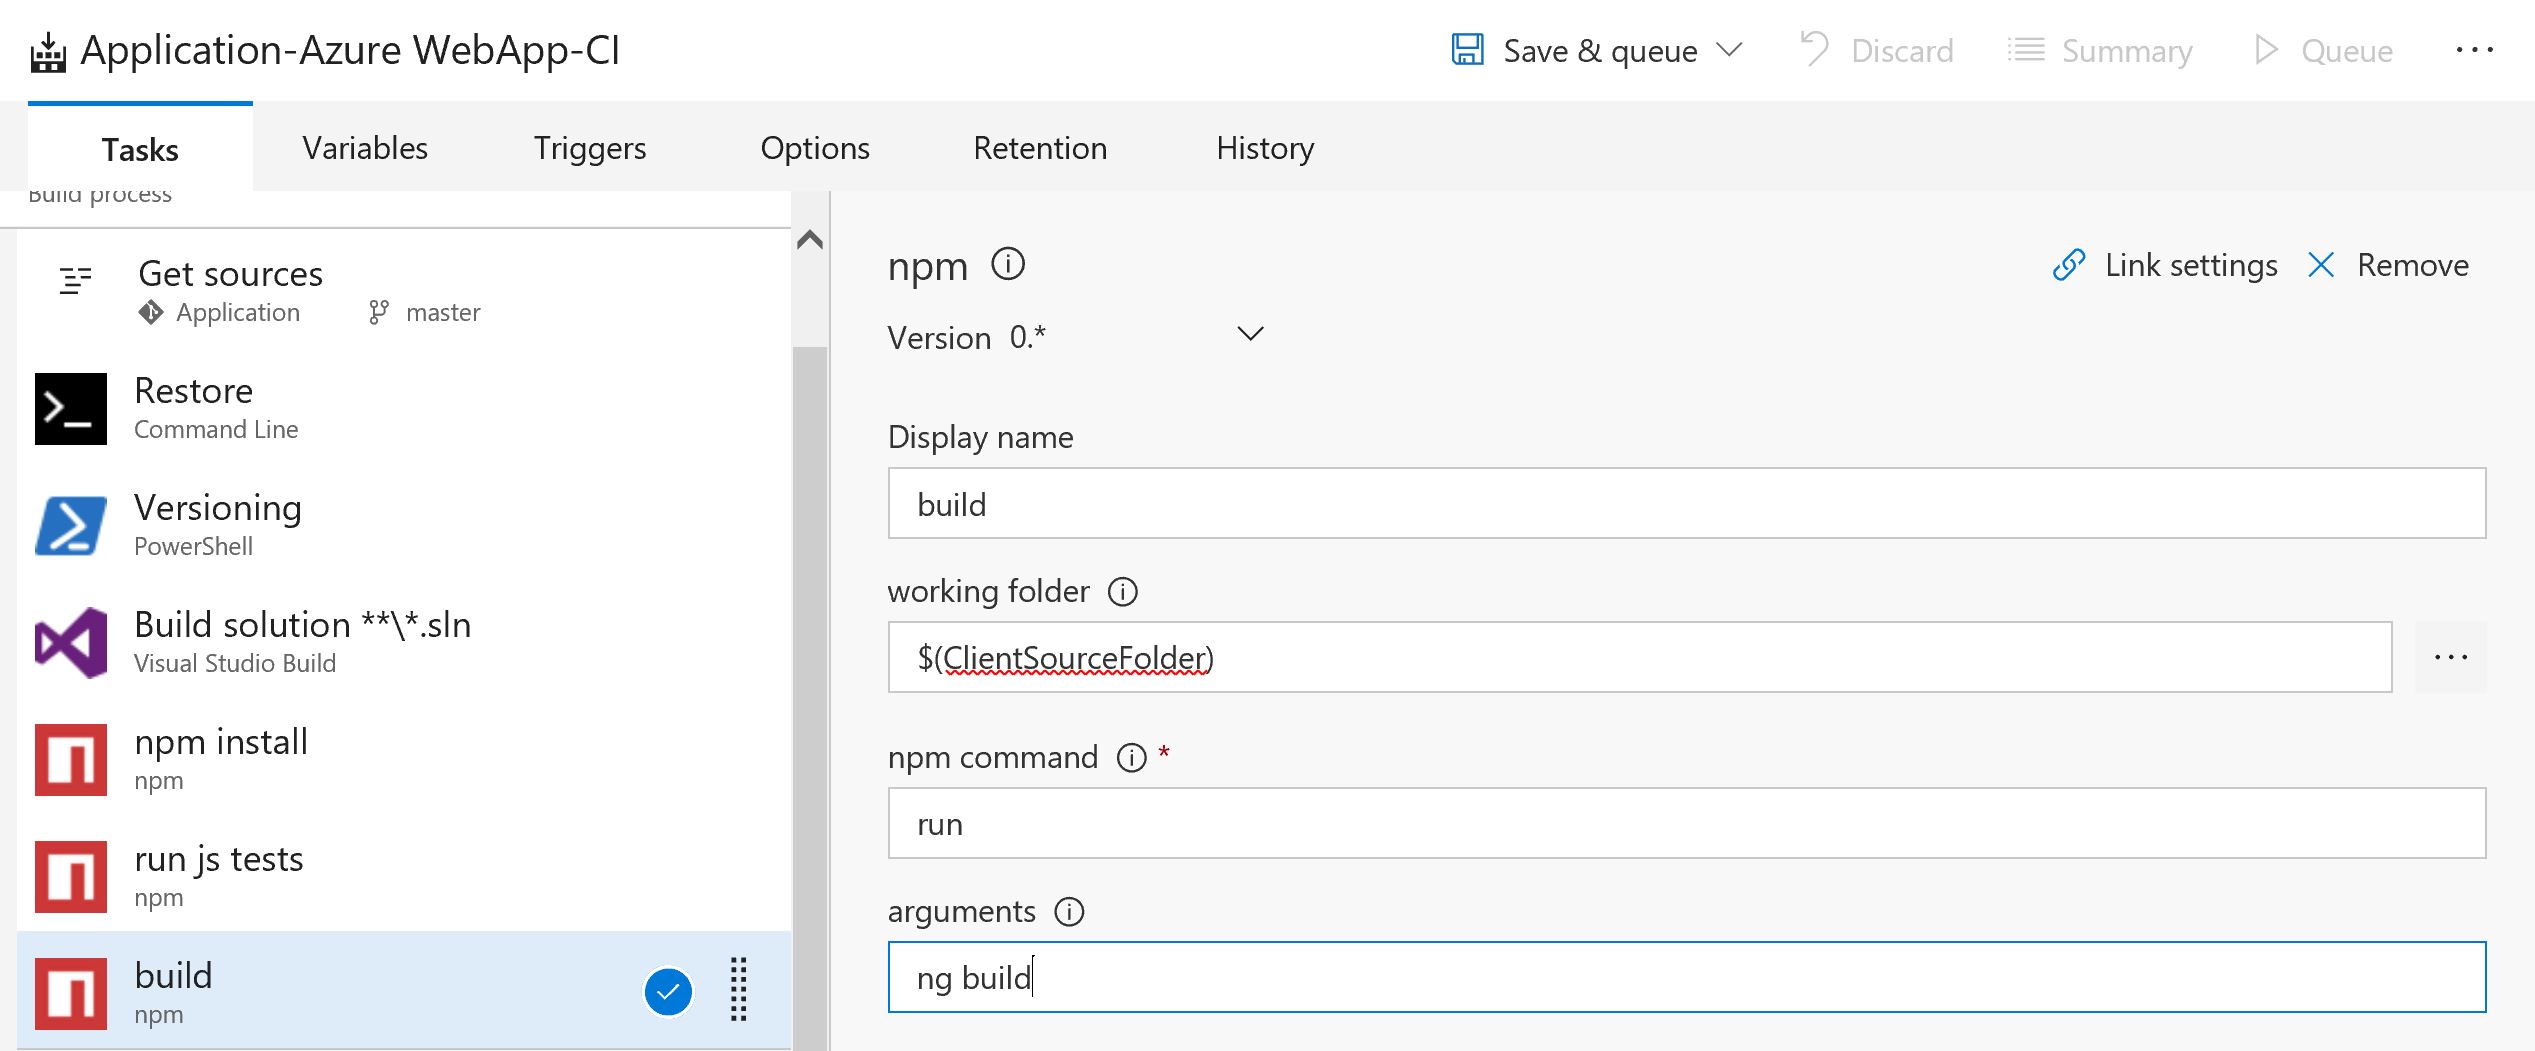 Application-Azure WebApp-CI
Save & queue
Discard
Summary
Queue
...
Tasks
Variables
Triggers
Options
Retention
History
Build process
Get sources
Application
master
Restore
Command Line
Versioning
PowerShell
Build solution **\*.sln
Visual Studio Build
npm install
npm
run js tests
npm
build
npm
npm
Link settings
Remove
Version 0.*
Display name
build
working folder
$(ClientSourceFolder)
...
npm command *
run
arguments
ng build